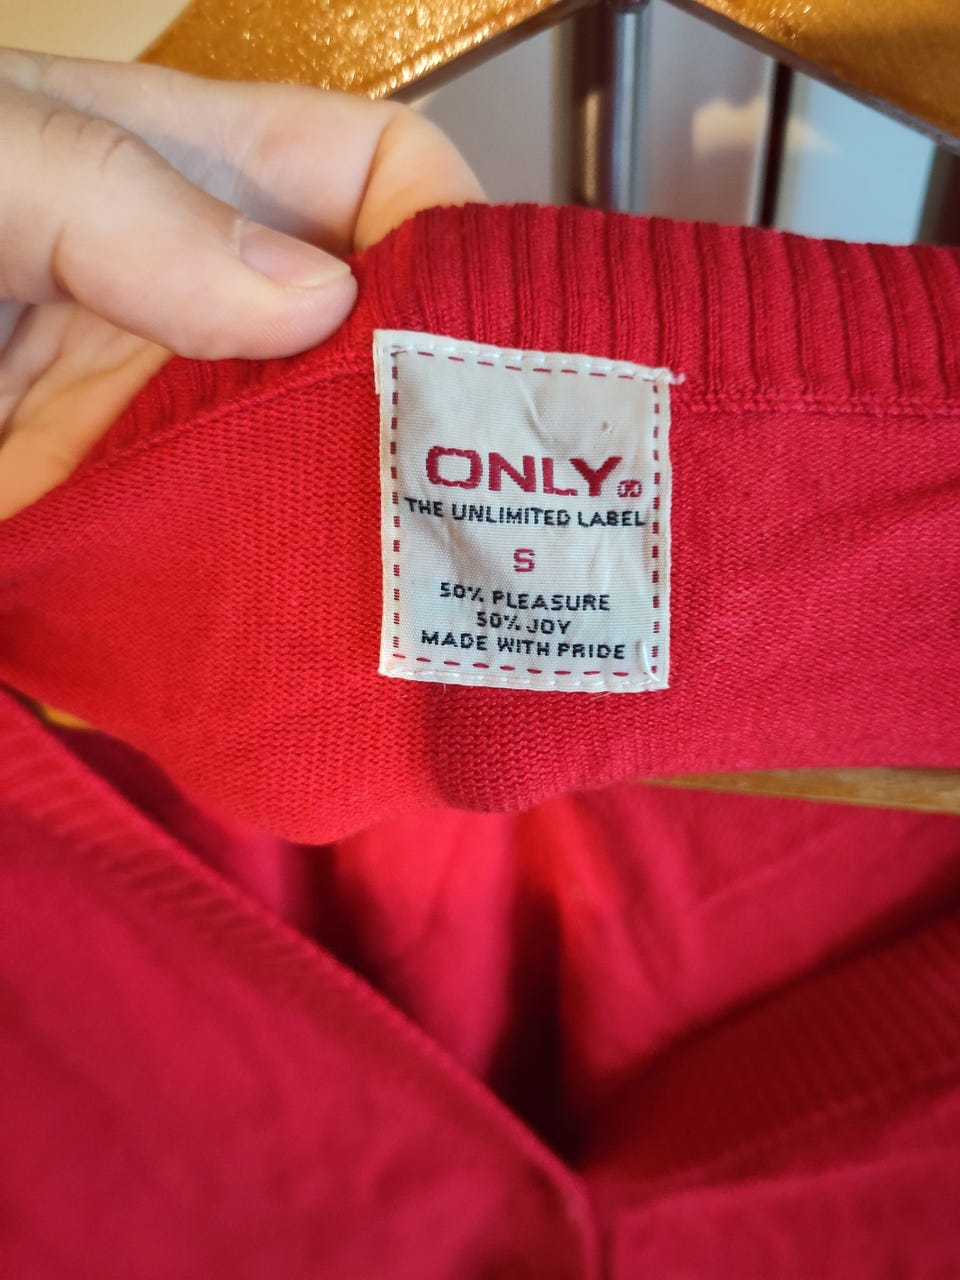 ONLY
THE UNLIMITED LABEL
S
50% PLEASURE
50% JOY
MADE WITH PRIDE